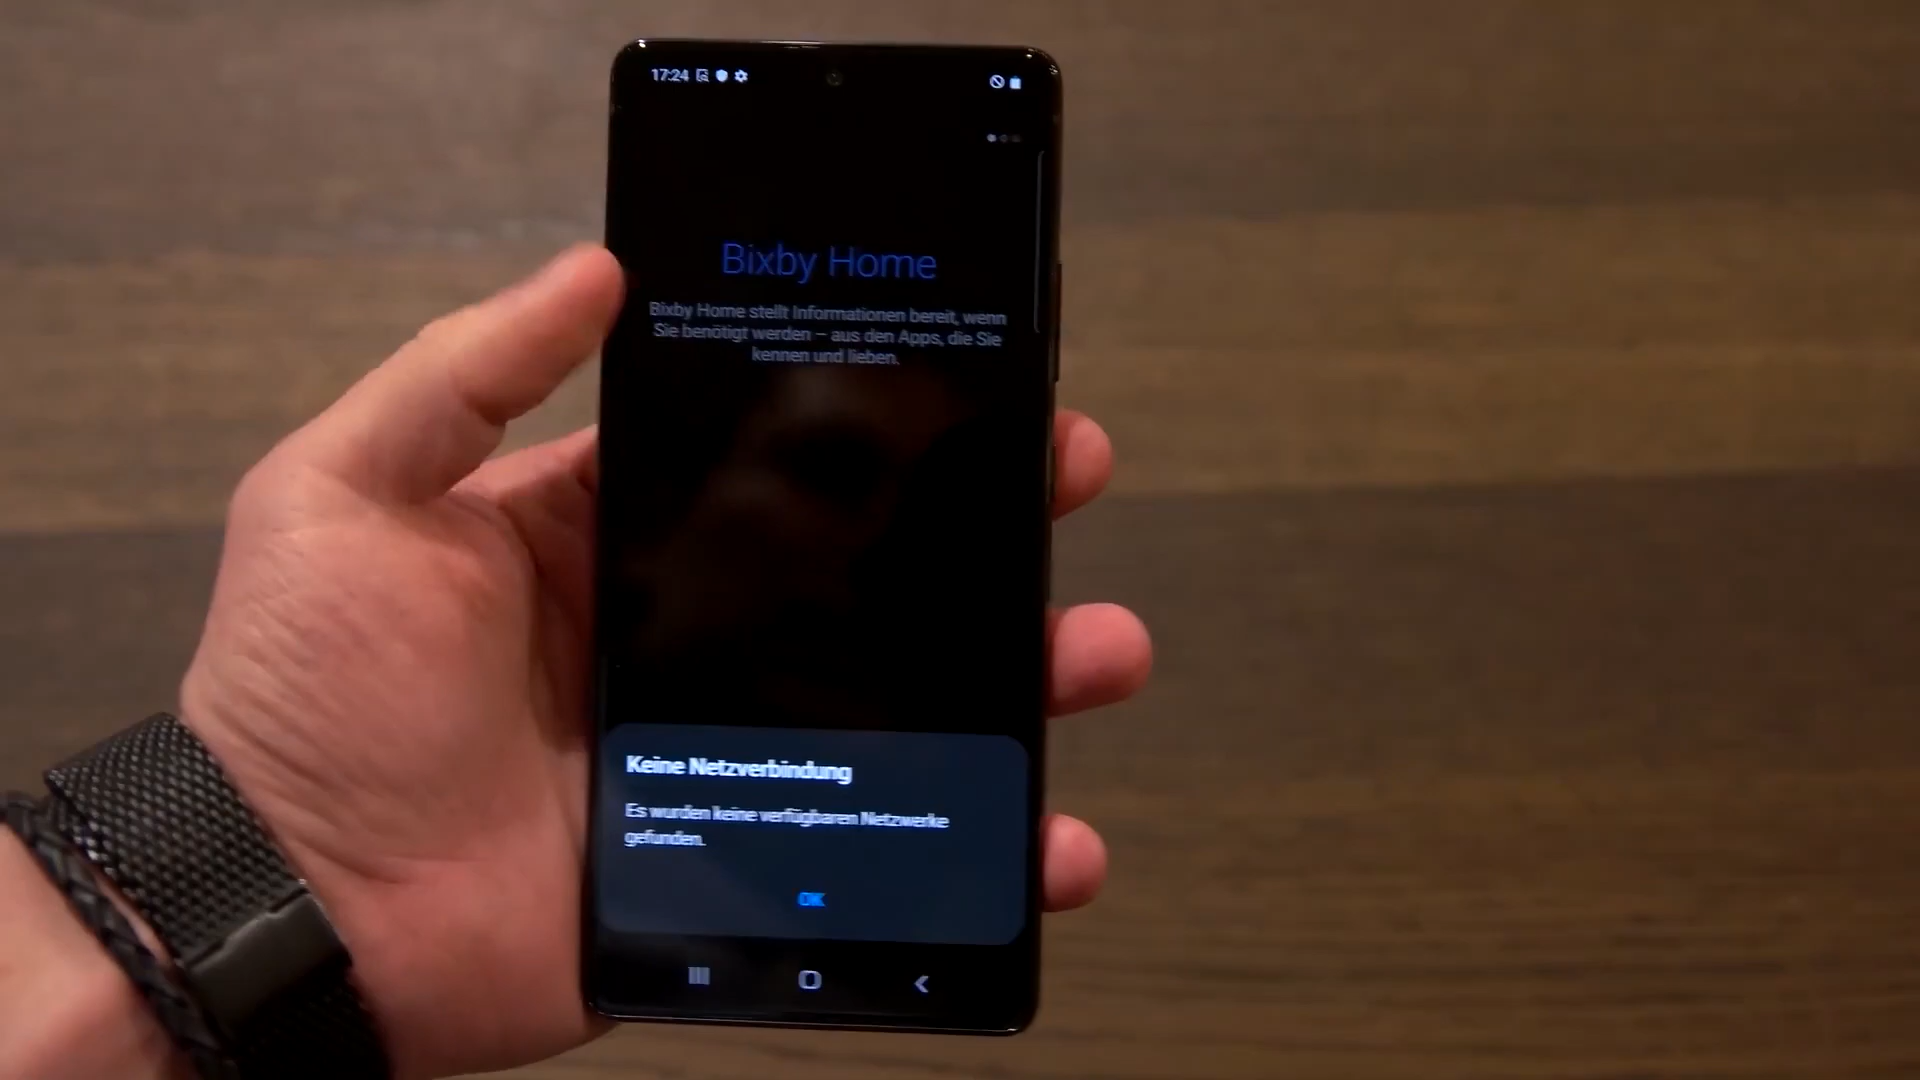 17:24
Bixby Home
Bixby Home stellt Informationen bereit, wenn
Sie benötigt werden – aus den Apps, die Sie
kennen und lieben.
Keine Netzverbindung
Es wurden keine verfügbaren Netzwerke
gefunden.
OK